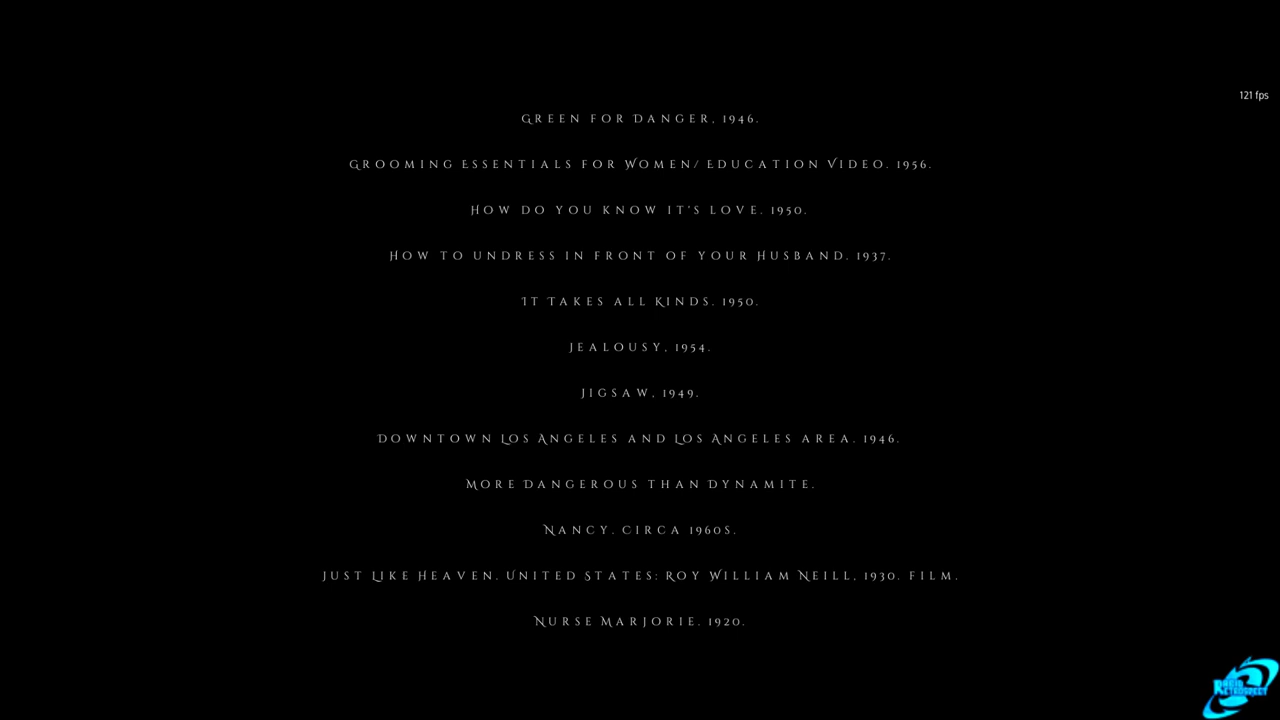 121 fps
Green for Danger, 1946.
Grooming Essentials for Women/ Education Video. 1956.
How do you know it's love. 1950.
How to undress in front of your Husband. 1937.
It Takes all Kinds. 1950.
Jealousy, 1954.
Jigsaw, 1949.
Downtown Los Angeles and Los Angeles area. 1946.
More Dangerous than Dynamite.
Nancy. Circa 1960s.
Just Like Heaven. United States: Roy William Neill, 1930. Film.
Nurse Marjorie. 1920.
Rapid
Retrospect